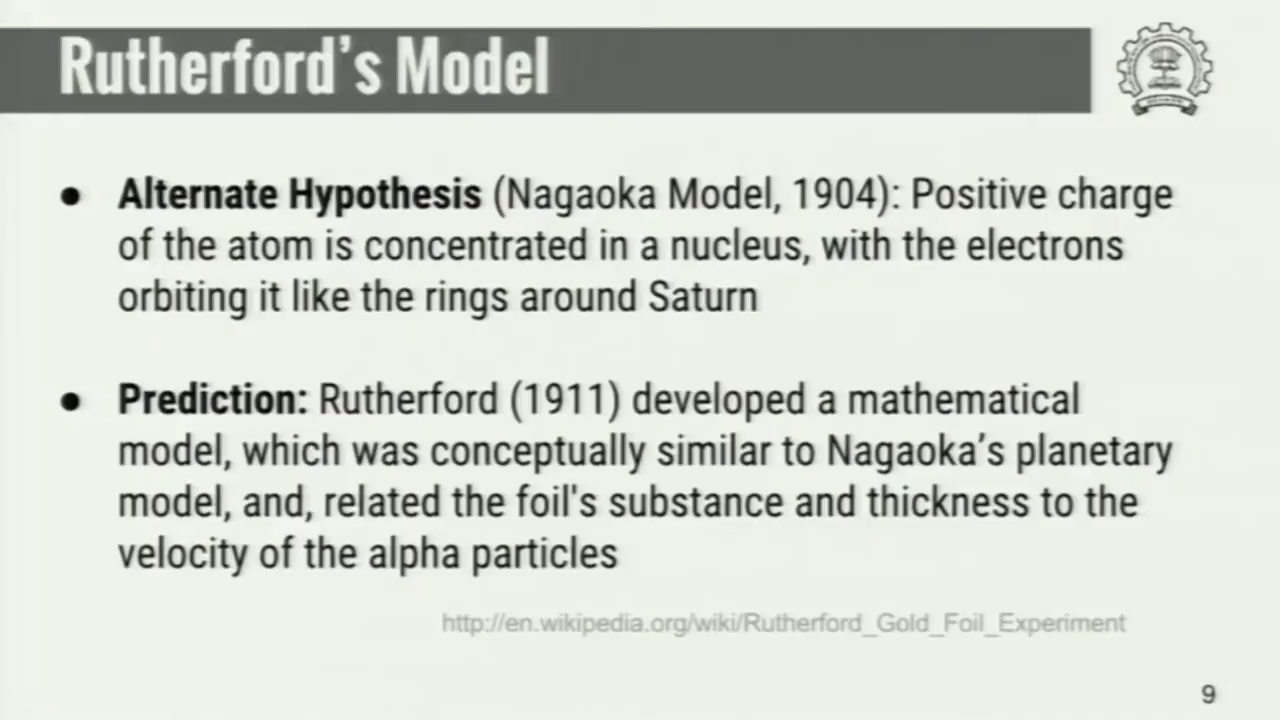 Rutherford's Model
● Alternate Hypothesis (Nagaoka Model, 1904): Positive charge
of the atom is concentrated in a nucleus, with the electrons
orbiting it like the rings around Saturn
● Prediction: Rutherford (1911) developed a mathematical
model, which was conceptually similar to Nagaoka's planetary
model, and, related the foil's substance and thickness to the
velocity of the alpha particles
http://en.wikipedia.org/wiki/Rutherford_Gold_Foil_Experiment
9